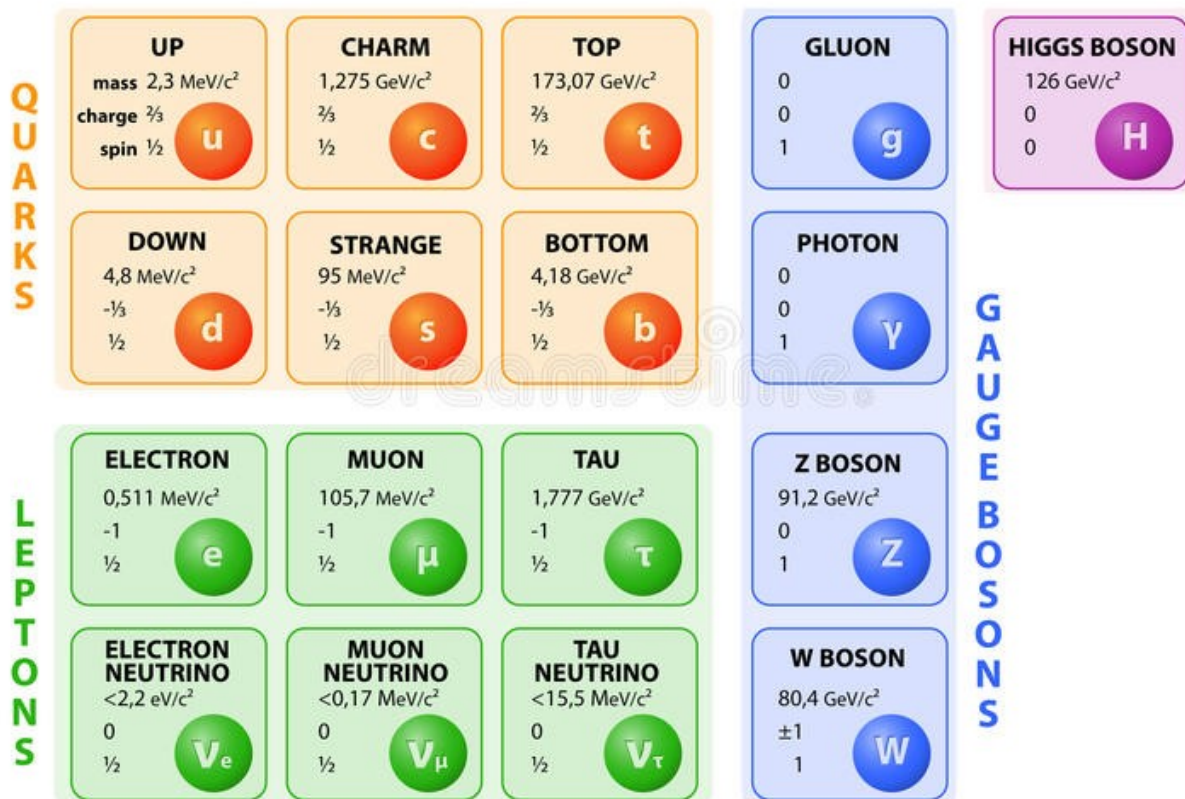 QUARKS
UP
mass 2,3 MeV/c²
charge ⅔
spin ½
u
CHARM
1,275 GeV/c²
⅔
½
c
TOP
173,07 GeV/c²
⅔
½
t
GLUON
0
0
1
g
HIGGS BOSON
126 GeV/c²
0
0
H
DOWN
4,8 MeV/c²
-⅓
½
d
STRANGE
95 MeV/c²
-⅓
½
s
BOTTOM
4,18 GeV/c²
-⅓
½
b
PHOTON
0
0
1
γ
GAUGE BOSONS
dreamstime.
LEPTONS
ELECTRON
0,511 MeV/c²
-1
½
e
MUON
105,7 MeV/c²
-1
½
μ
TAU
1,777 GeV/c²
-1
½
τ
Z BOSON
91,2 GeV/c²
0
1
Z
ELECTRON
NEUTRINO
<2,2 eV/c²
0
½
νe
MUON
NEUTRINO
<0,17 MeV/c²
0
½
νμ
TAU
NEUTRINO
<15,5 MeV/c²
0
½
ντ
W BOSON
80,4 GeV/c²
±1
1
W